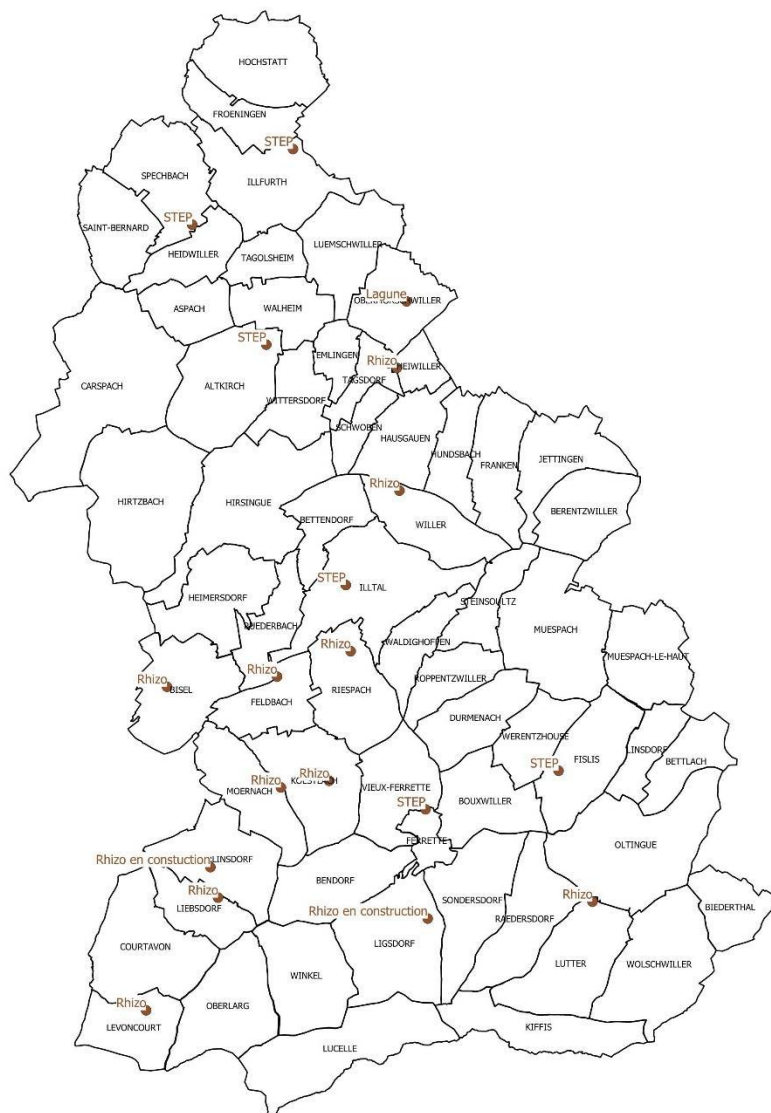 HOCHSTATT
FROENINGEN
STEP
SPECHBACH
ILLFURTH
STEP
SAINT-BERNARD
LUEMSCHWILLER
HEIDWILLER
TAGOLSHEIM
Lagune
ASPACH
WALHEIM
STEP
EMLINGEN
Rhizo
HEIWILLER
TAGSDORF
CARSPACH
ALTKIRCH
WITTERSDORF
SCHWOBEN
HAUSGAUEN
HUNDSBACH
JETTINGEN
FRANKEN
Rhizo
HIRTZBACH
HIRSINGUE
BERENTZWILLER
BETTENDORF
WILLER
STEP
ILLTAL
HEIMERSDORF
STEINSOULTZ
MUESPACH
RUEDERBACH
WALDIGHOFFEN
Rhizo
MUESPACH-LE-HAUT
Rhizo
ROPPENTZWILLER
Rhizo
BISEL
RIESPACH
FELDBACH
DURMENACH
WERENTZHOUSE
LINSDORF
FISLIS
BETTLACH
STEP
Rhizo
Rhizo
MOERNACH
VIEUX-FERRETTE
BOUXWILLER
STEP
FERRETTE
OLTINGUE
Rhizo en constuction
LINSDORF
BENDORF
Rhizo
Rhizo
SONDERSDORF
LIEBSDORF
BIEDERTHAL
Rhizo en construction
RAEDERSDORF
LIGSDORF
COURTAVON
LUTTER
WOLSCHWILLER
WINKEL
Rhizo
OBERLARG
LEVONCOURT
KIFFIS
LUCELLE